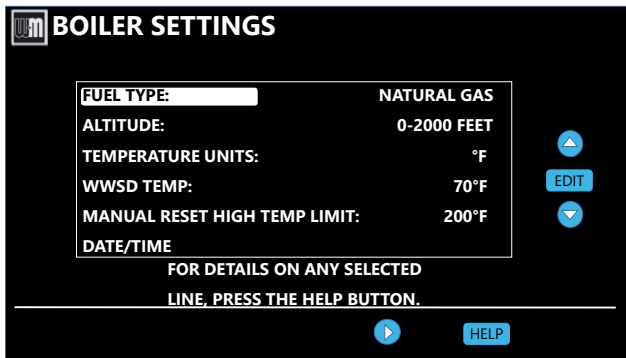 WM BOILER SETTINGS
FUEL TYPE: NATURAL GAS
ALTITUDE: 0-2000 FEET
TEMPERATURE UNITS: °F
WWSD TEMP: 70°F
EDIT
MANUAL RESET HIGH TEMP LIMIT: 200°F
DATE/TIME
FOR DETAILS ON ANY SELECTED
LINE, PRESS THE HELP BUTTON.
HELP